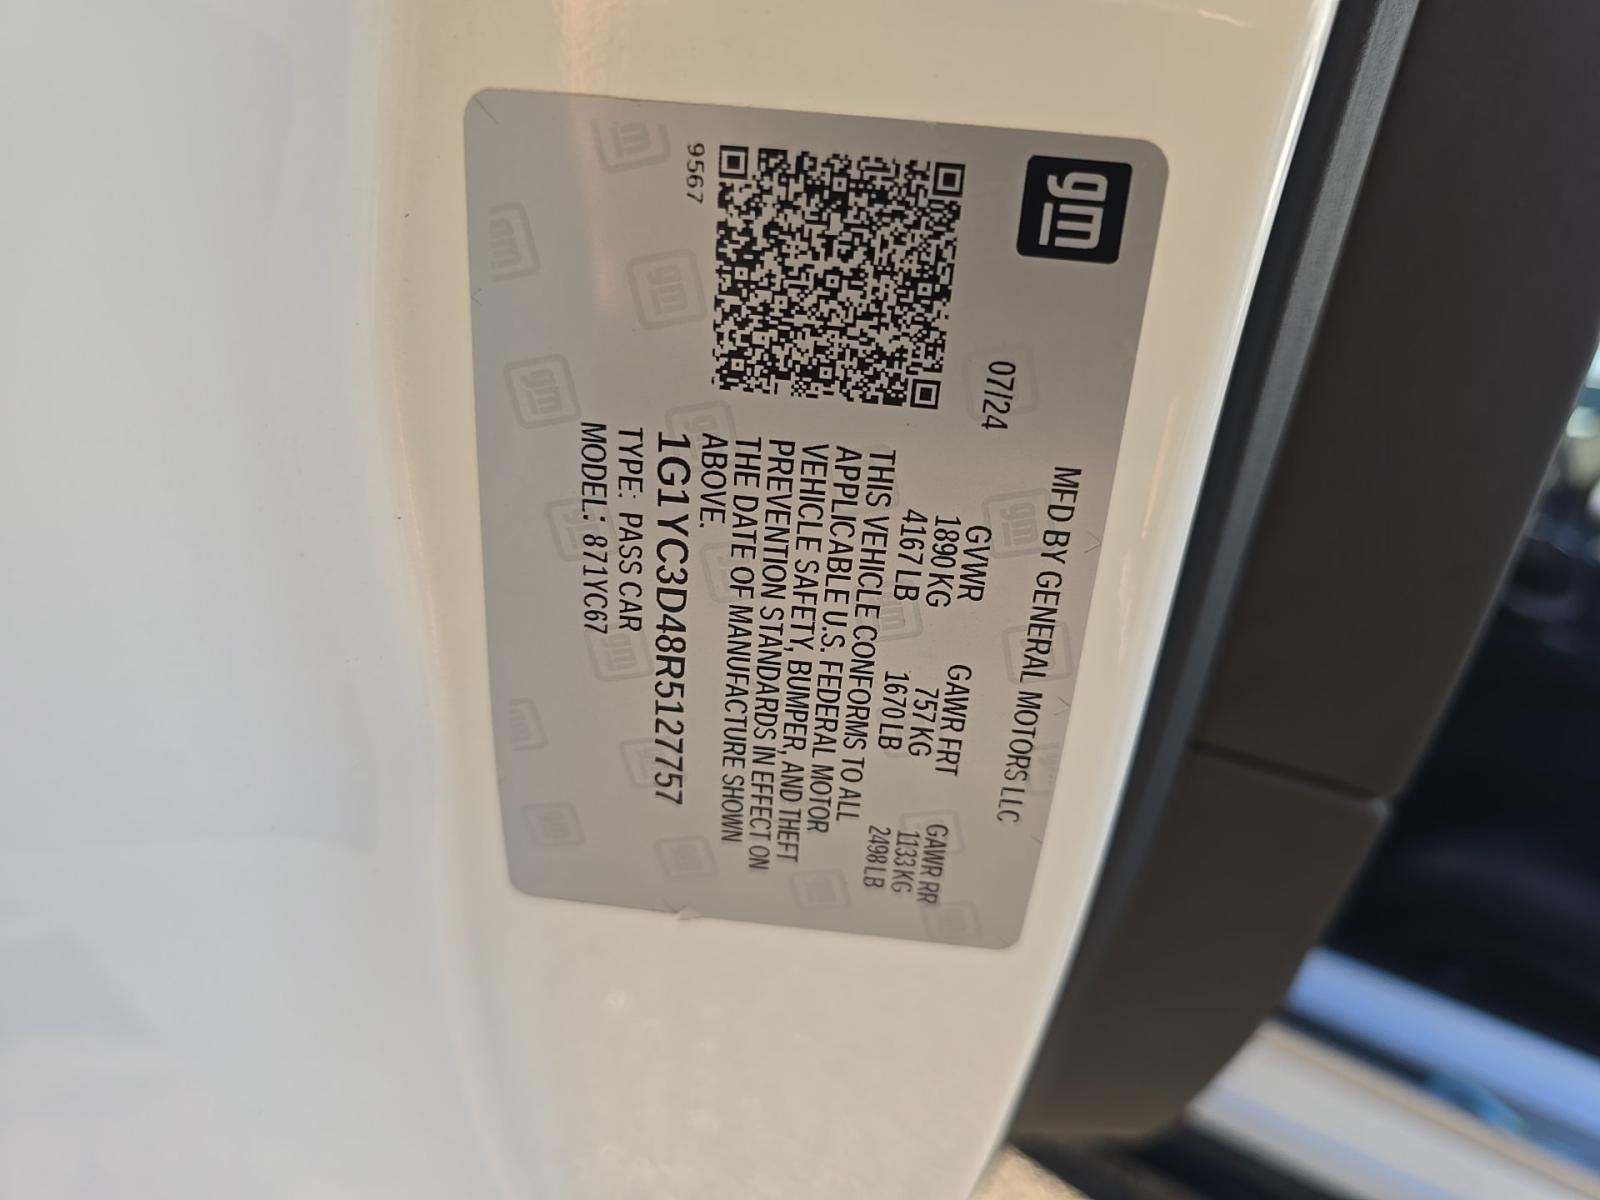 gm
MFD BY GENERAL MOTORS LLC
07/24
GVWR GAWR FRT GAWR RR
1890 KG 757 KG 1133 KG
4167 LB 1670 LB 2498 LB
THIS VEHICLE CONFORMS TO ALL
APPLICABLE U.S. FEDERAL MOTOR
VEHICLE SAFETY, BUMPER, AND THEFT
PREVENTION STANDARDS IN EFFECT ON
THE DATE OF MANUFACTURE SHOWN
ABOVE.
9567
1G1YC3D48R5127757
TYPE: PASS CAR
MODEL: 871YC67